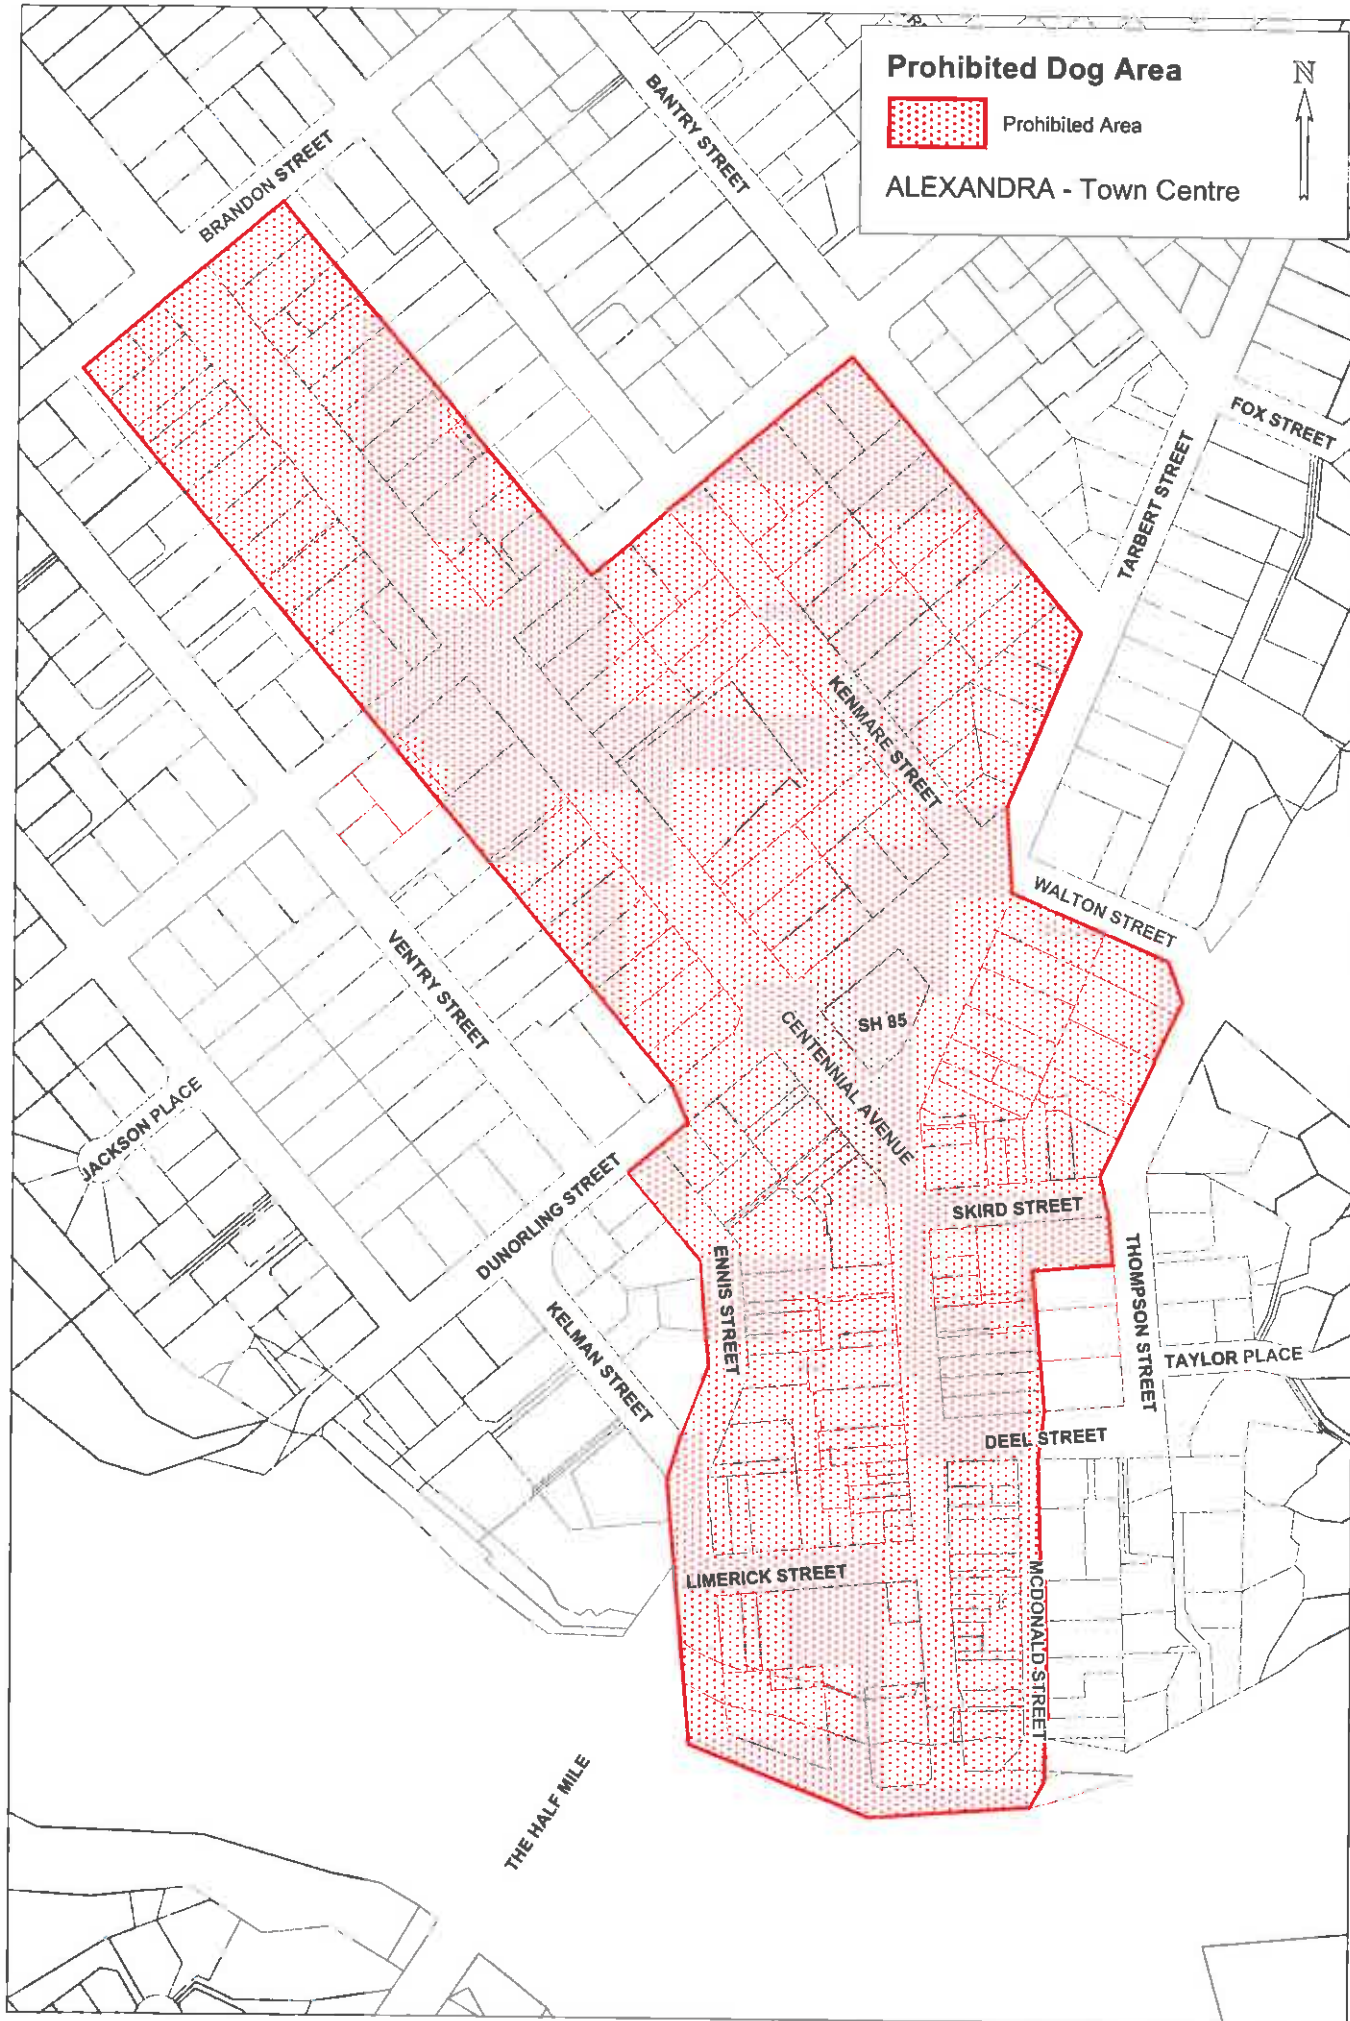 Prohibited Dog Area
N
Prohibited Area
ALEXANDRA - Town Centre
BANTRY STREET
BRANDON STREET
FOX STREET
TARBERT STREET
KENMARE STREET
WALTON STREET
VENTRY STREET
SH 85
CENTENNIAL AVENUE
JACKSON PLACE
DUNORLING STREET
SKIRD STREET
ENNIS STREET
THOMPSON STREET
KELMAN STREET
TAYLOR PLACE
DEEL STREET
LIMERICK STREET
MCDONALD STREET
THE HALF MILE